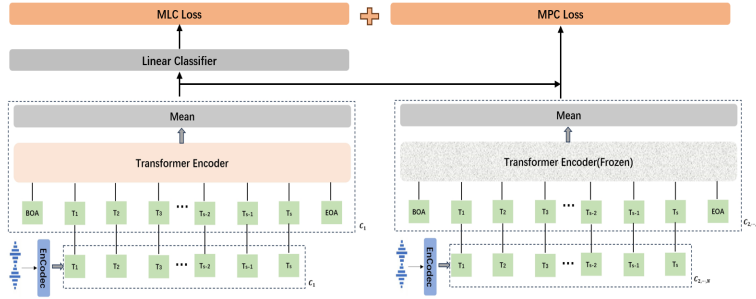 MLC Loss
MPC Loss
Linear Classifier
Mean
Mean
Transformer Encoder
Transformer Encoder(Frozen)
BOA T1 T2 T3 ••• Ts-2 Ts-1 Ts EOA
C1
BOA T1 T2 T3 ••• Ts-2 Ts-1 Ts EOA
EnCodec
T1 T2 T3 ••• Ts-2 Ts-1 Ts
C1
EnCodec
T1 T2 T3 ••• Ts-2 Ts-1 Ts
C2,···,N